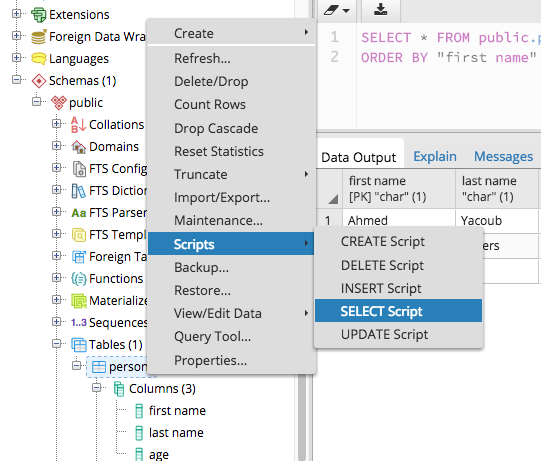 Extensions
Foreign Data Wra
Languages
Schemas (1)
public
Collations
Domains
FTS Config
FTS Diction
FTS Parser
FTS Templ
Foreign Ta
Functions
Materialize
1..3 Sequences
Tables (1)
person
Columns (3)
first name
last name
age
Create
Refresh...
Delete/Drop
Count Rows
Drop Cascade
Reset Statistics
Truncate
Import/Export...
Maintenance...
Scripts
Backup...
Restore...
View/Edit Data
Query Tool...
Properties...
CREATE Script
DELETE Script
INSERT Script
SELECT Script
UPDATE Script
1 SELECT * FROM public.p
2 ORDER BY "first name"
Data Output Explain Messages
first name last name
[PK] "char" (1) "char" (1)
1 Ahmed Yacoub
ers